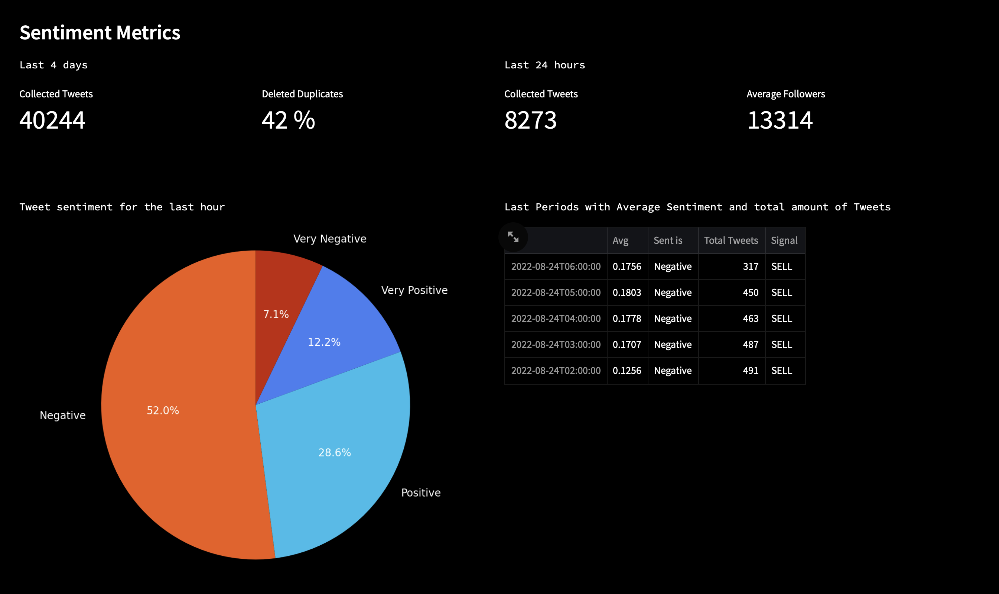 Sentiment Metrics
Last 4 days
Last 24 hours
Collected Tweets
Deleted Duplicates
Collected Tweets
Average Followers
40244
42 %
8273
13314
Tweet sentiment for the last hour
Very Negative
Very Positive
7.1%
12.2%
52.0%
Negative
28.6%
Positive
Last Periods with Average Sentiment and total amount of Tweets
Avg Sent is Total Tweets Signal
2022-08-24T06:00:00 0.1756 Negative 317 SELL
2022-08-24T05:00:00 0.1803 Negative 450 SELL
2022-08-24T04:00:00 0.1778 Negative 463 SELL
2022-08-24T03:00:00 0.1707 Negative 487 SELL
2022-08-24T02:00:00 0.1256 Negative 491 SELL